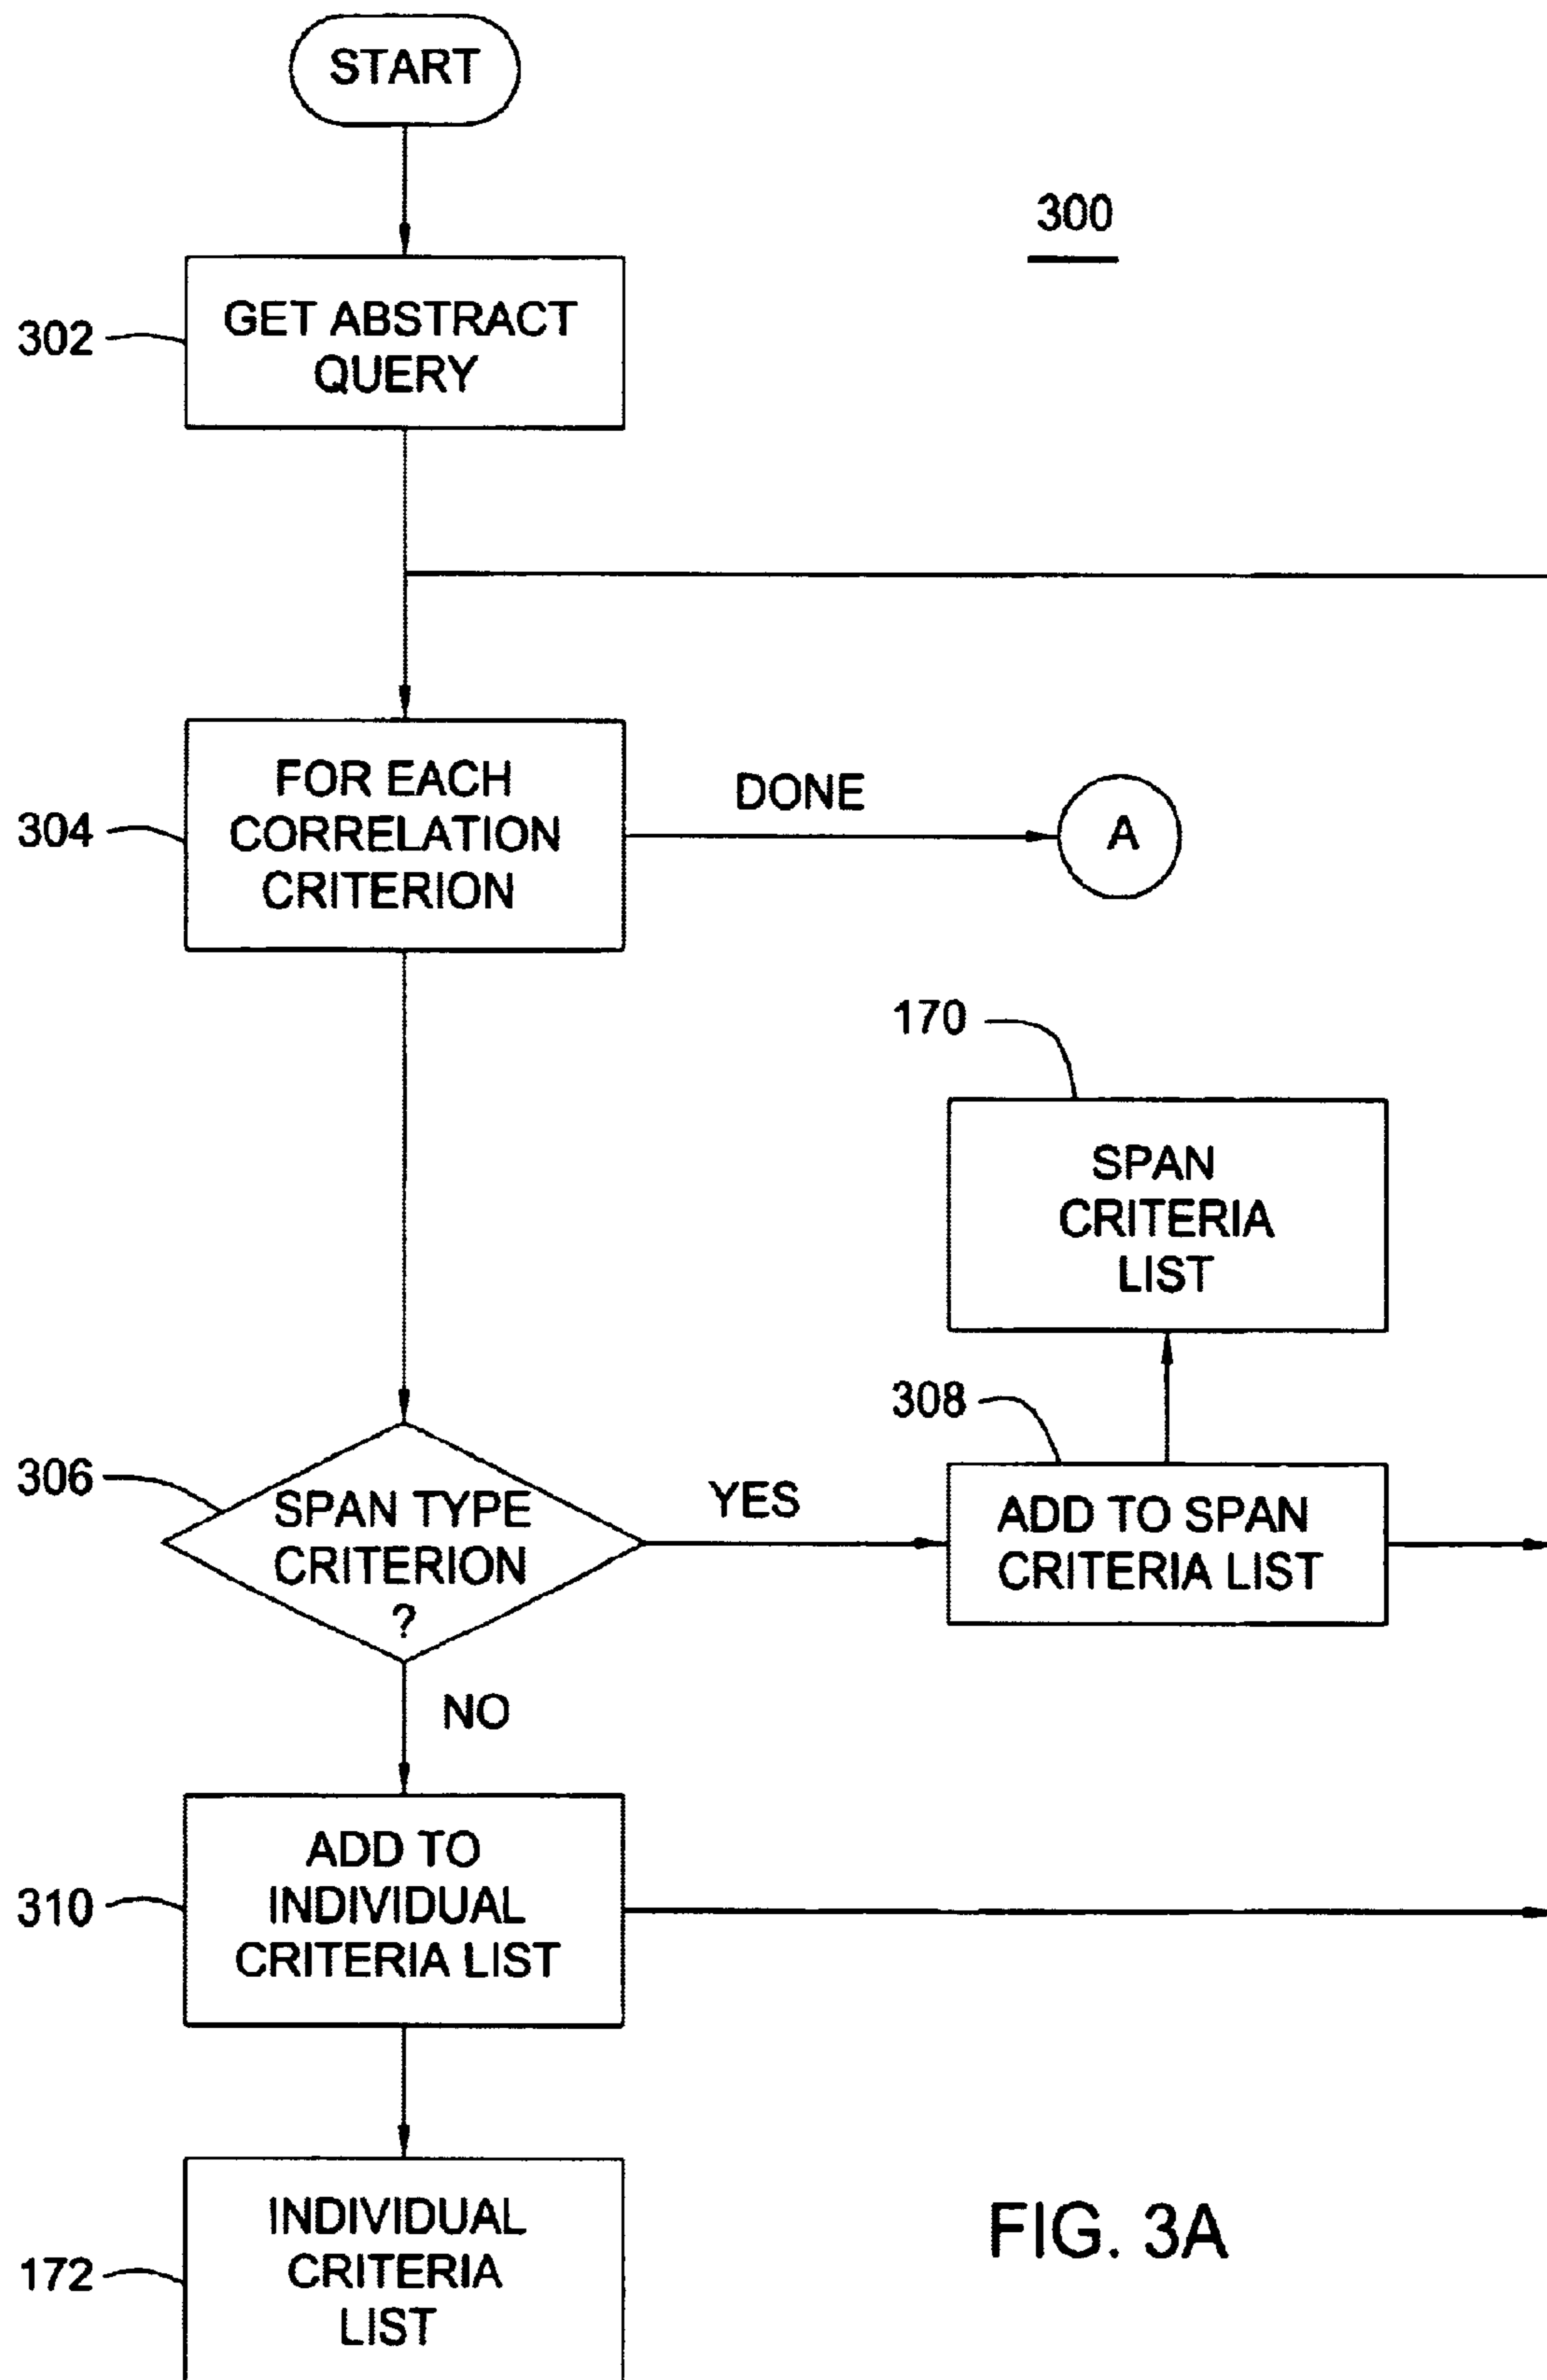 START
300
302
GET ABSTRACT
QUERY
304
FOR EACH
CORRELATION
CRITERION
DONE
A
170
SPAN
CRITERIA
LIST
308
306
SPAN TYPE
CRITERION
?
YES
ADD TO SPAN
CRITERIA LIST
NO
310
ADD TO
INDIVIDUAL
CRITERIA LIST
172
INDIVIDUAL
CRITERIA
LIST
FIG. 3A